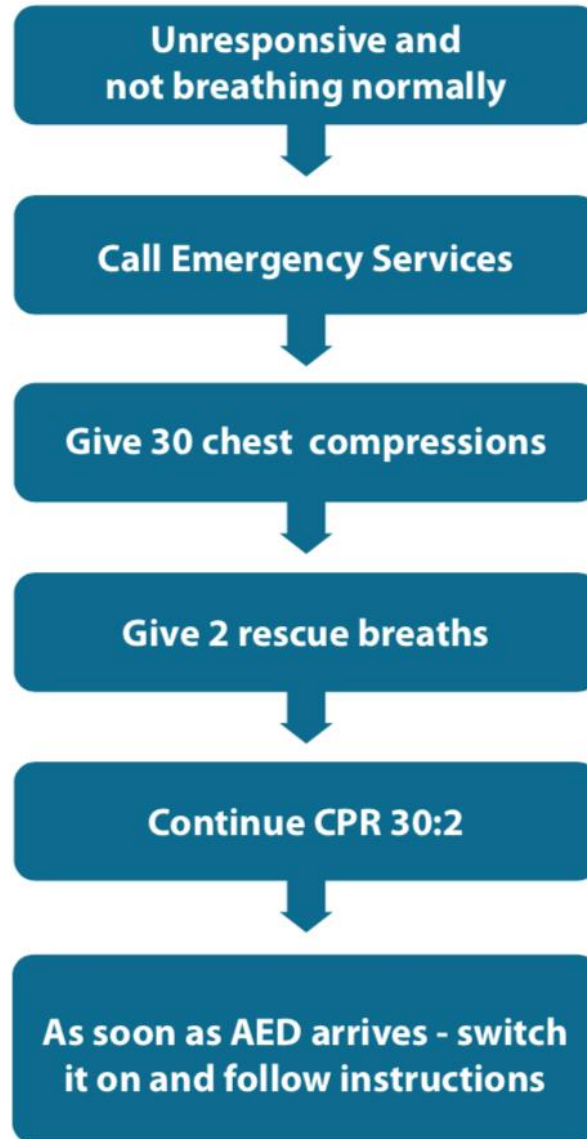 Unresponsive and
not breathing normally
Call Emergency Services
Give 30 chest compressions
Give 2 rescue breaths
Continue CPR 30:2
As soon as AED arrives - switch
it on and follow instructions